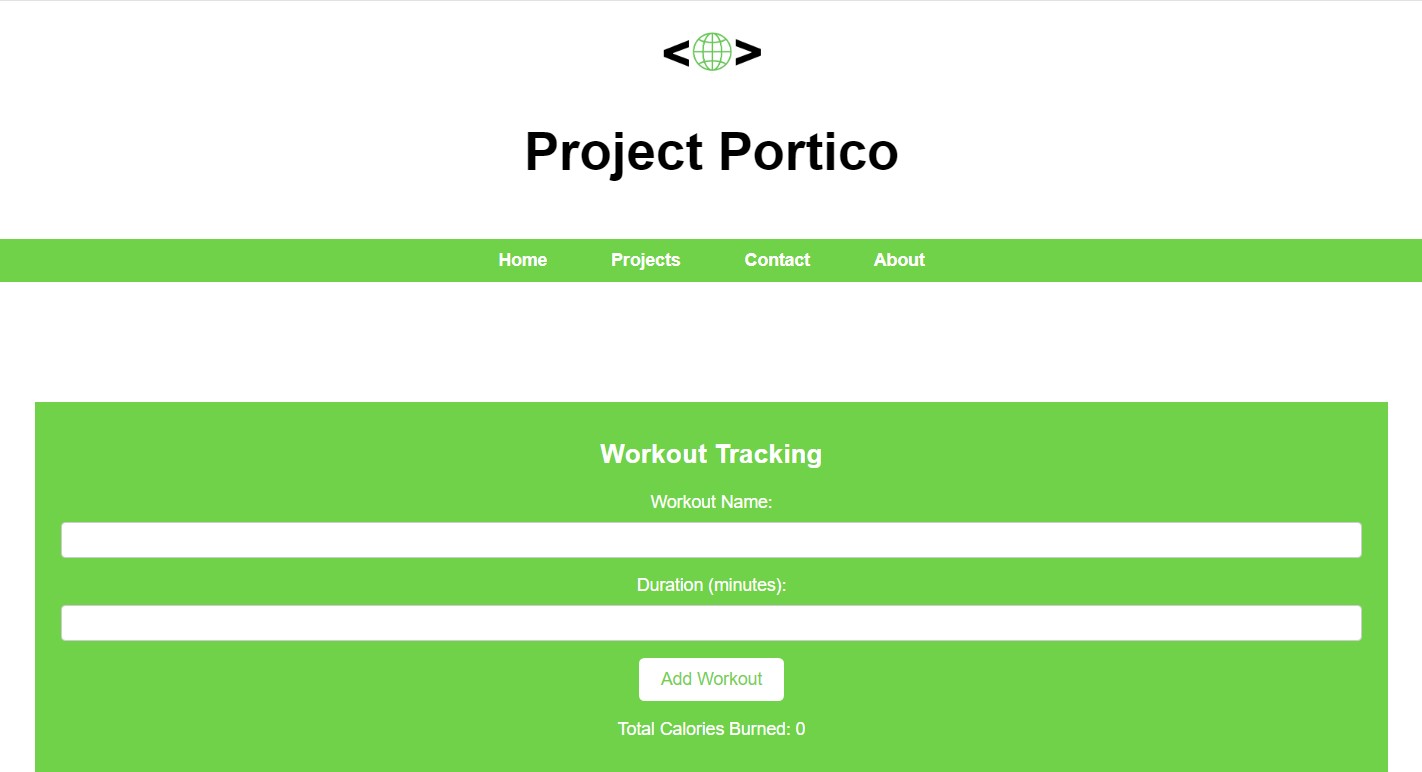 < >
Project Portico
Home Projects Contact About
Workout Tracking
Workout Name:
Duration (minutes):
Add Workout
Total Calories Burned: 0